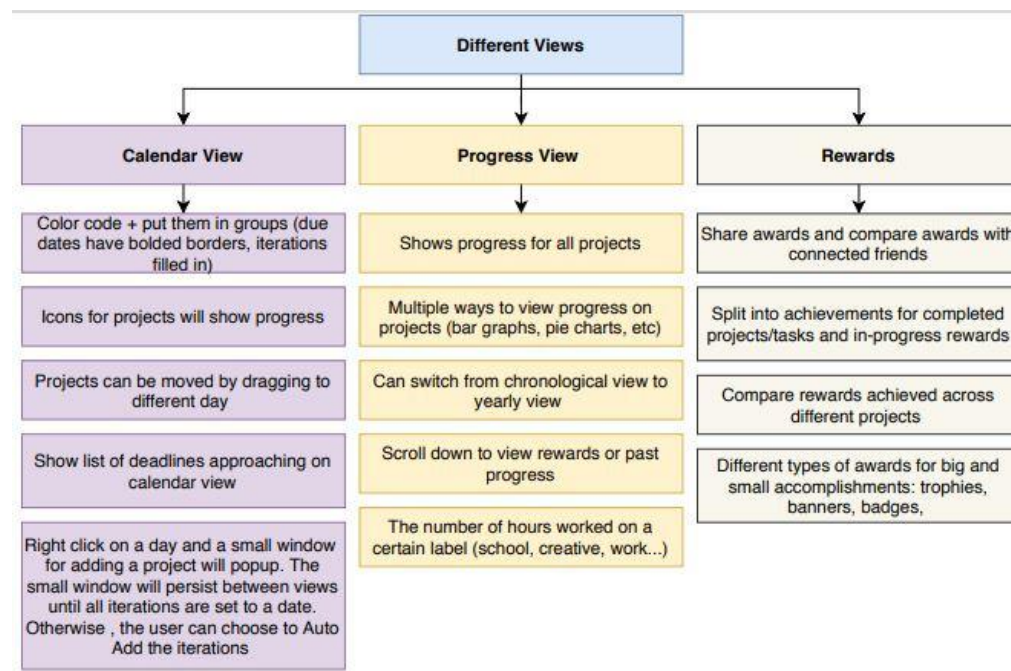 Different Views
Calendar View
Color code + put them in groups (due
dates have bolded borders, iterations
filled in)
Icons for projects will show progress
Projects can be moved by dragging to
different day
Show list of deadlines approaching on
calendar view
Right click on a day and a small window
for adding a project will popup. The
small window will persist between views
until all iterations are set to a date.
Otherwise , the user can choose to Auto
Add the iterations
Progress View
Shows progress for all projects
Multiple ways to view progress on
projects (bar graphs, pie charts, etc)
Can switch from chronological view to
yearly view
Scroll down to view rewards or past
progress
The number of hours worked on a
certain label (school, creative, work...)
Rewards
Share awards and compare awards with
connected friends
Split into achievements for completed
projects/tasks and in-progress rewards
Compare rewards achieved across
different projects
Different types of awards for big and
small accomplishments: trophies,
banners, badges,